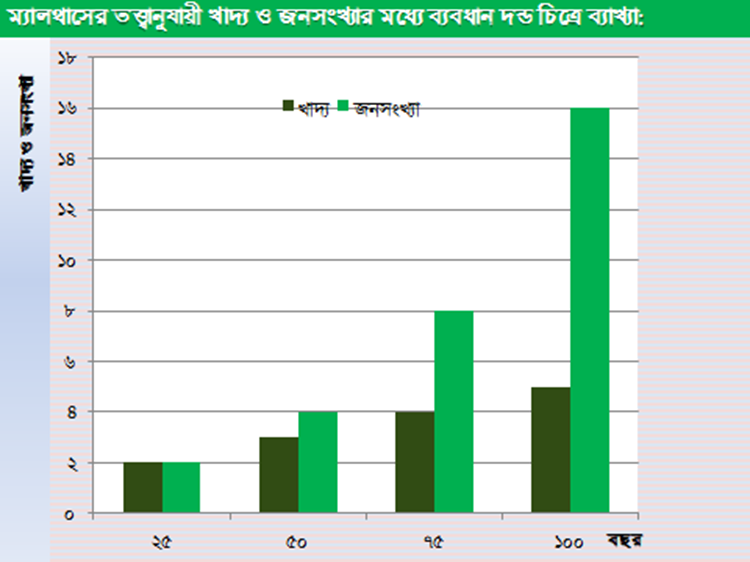 ম্যালথাসের তত্ত্বানুযায়ী খাদ্য ও জনসংখ্যার মধ্যে ব্যবধান দন্ড চিত্রে ব্যাখ্যা:
খাদ্য ও জনসংখ্যা
খাদ্য জনসংখ্যা
১৮
১৬
১৪
১২
১০
৮
৬
৪
২
০
২৫ ৫০ ৭৫ ১০০ বছর